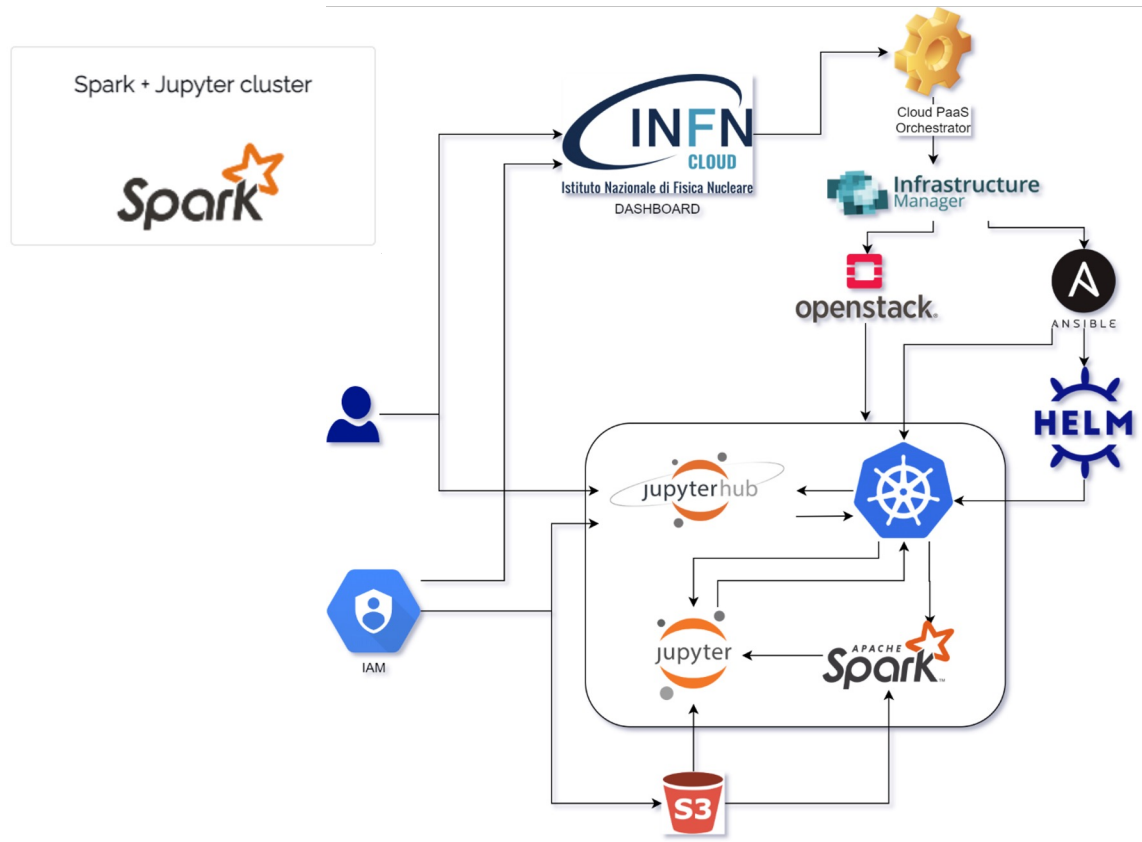 Spark + Jupyter cluster
Spark
INFN
CLOUD
Istituto Nazionale di Fisica Nucleare
DASHBOARD
Cloud PaaS
Orchestrator
Infrastructure
Manager
openstack.
ANSIBLE
HELM
jupyterhub
IAM
jupyter
APACHE
Spark™
S3